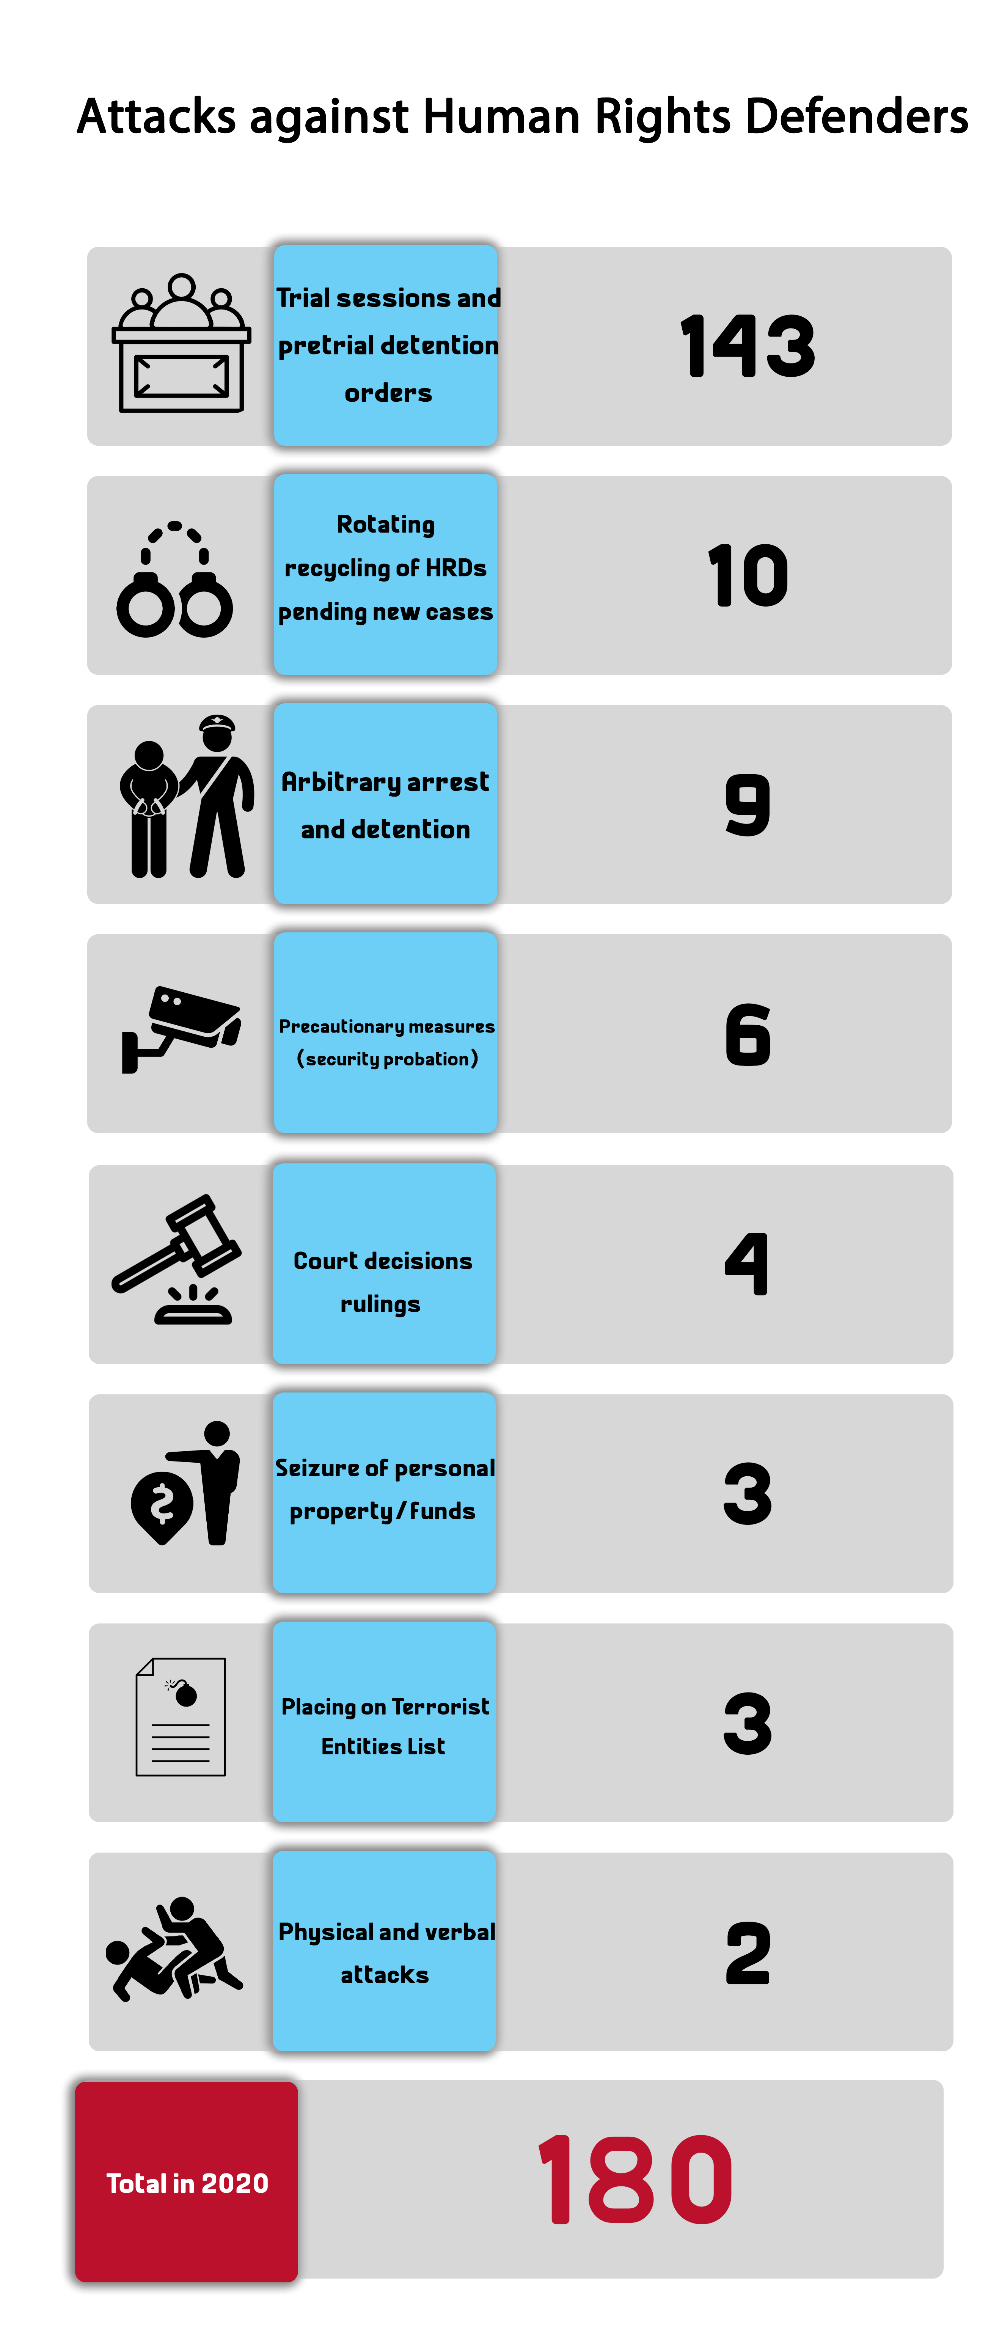 Attacks against Human Rights Defenders
Trial sessions and
pretrial detention
orders
143
Rotating
recycling of HRDs
pending new cases
10
Arbitrary arrest
and detention
9
Precautionary measures
(security probation)
6
Court decisions
rulings
4
Seizure of personal
property/funds
3
Placing on Terrorist
Entities List
3
Physical and verbal
attacks
2
Total in 2020
180